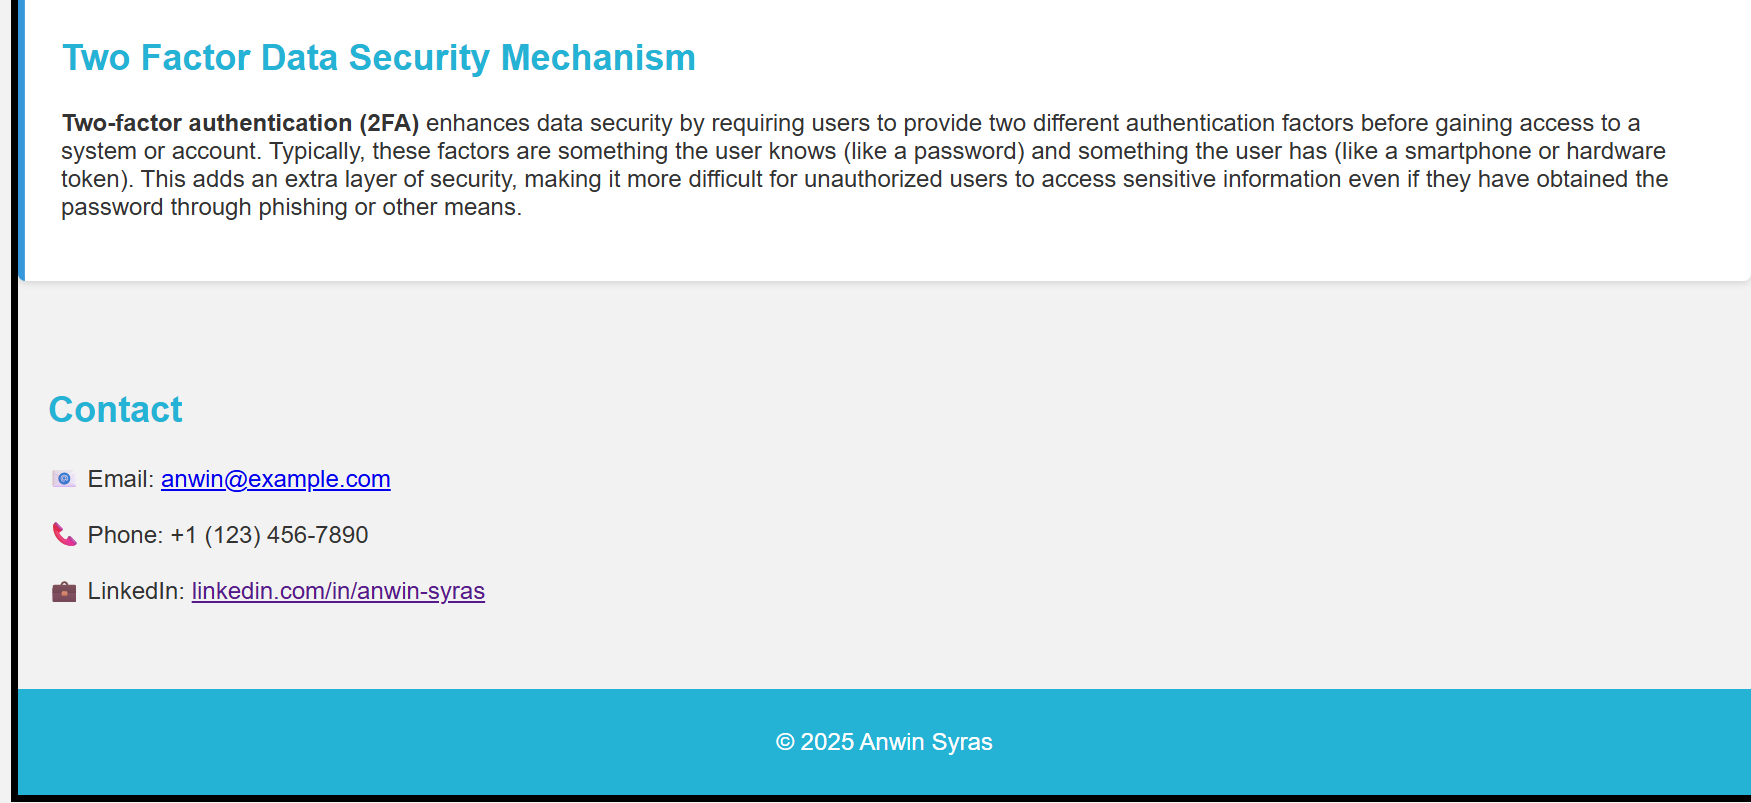 Two Factor Data Security Mechanism
Two-factor authentication (2FA) enhances data security by requiring users to provide two different authentication factors before gaining access to a
system or account. Typically, these factors are something the user knows (like a password) and something the user has (like a smartphone or hardware
token). This adds an extra layer of security, making it more difficult for unauthorized users to access sensitive information even if they have obtained the
password through phishing or other means.
Contact
Email: anwin@example.com
Phone: +1 (123) 456-7890
LinkedIn: linkedin.com/in/anwin-syras
© 2025 Anwin Syras